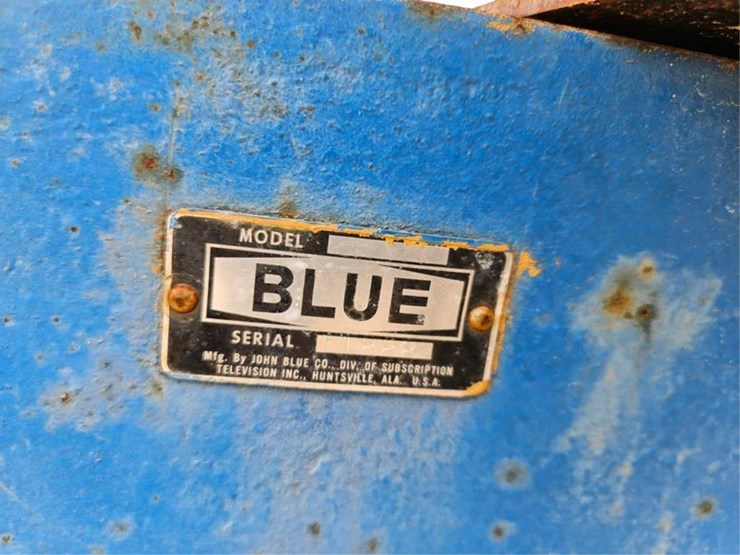 MODEL
BLUE
SERIAL
Mfg. By JOHN BLUE CO., DIV. OF SUBSCRIPTION
TELEVISION INC., HUNTSVILLE, ALA. U.S.A.